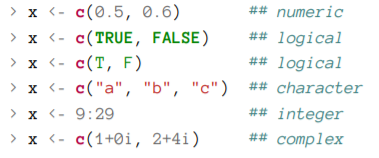 > x <- c(0.5, 0.6) ## numeric
> x <- c(TRUE, FALSE) ## logical
> x <- c(T, F) ## logical
> x <- c("a", "b", "c") ## character
> x <- 9:29 ## integer
> x <- c(1+0i, 2+4i) ## complex